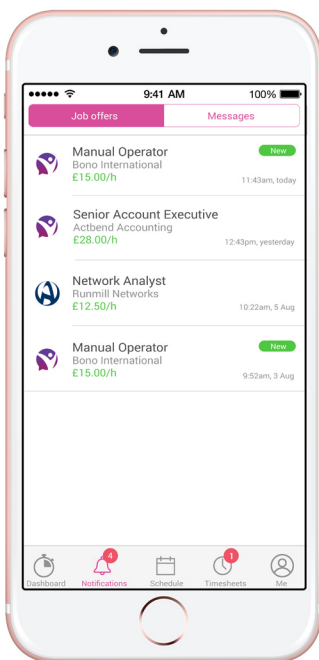 9:41 AM
100%
Job offers
Messages
Manual Operator
New
Bono International
£15.00/h
11:43am, today
Senior Account Executive
Actbend Accounting
£28.00/h
12:43pm, yesterday
Network Analyst
Runmill Networks
£12.50/h
10:22am, 5 Aug
Manual Operator
New
Bono International
£15.00/h
9:52am, 3 Aug
4
1
Dashboard
Notifications
Schedule
Timesheets
Me